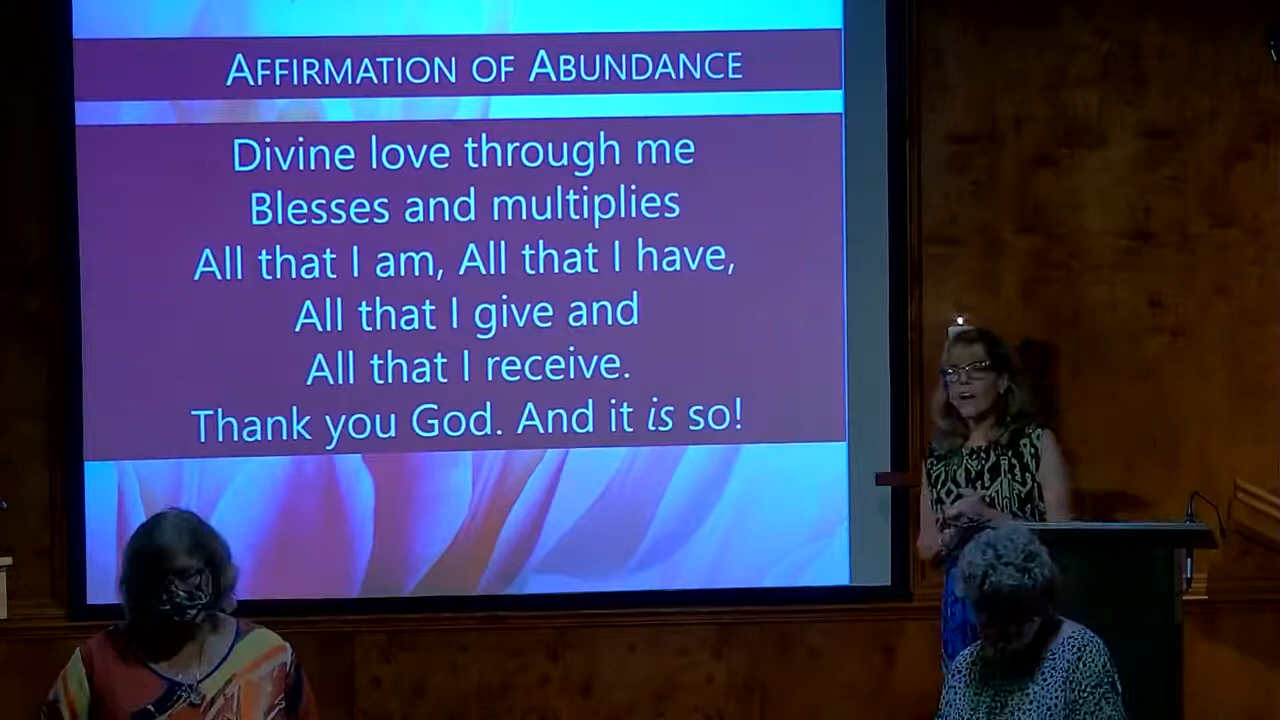 AFFIRMATION OF ABUNDANCE
Divine love through me
Blesses and multiplies
All that I am, All that I have,
All that I give and
All that I receive.
Thank you God. And it is so!